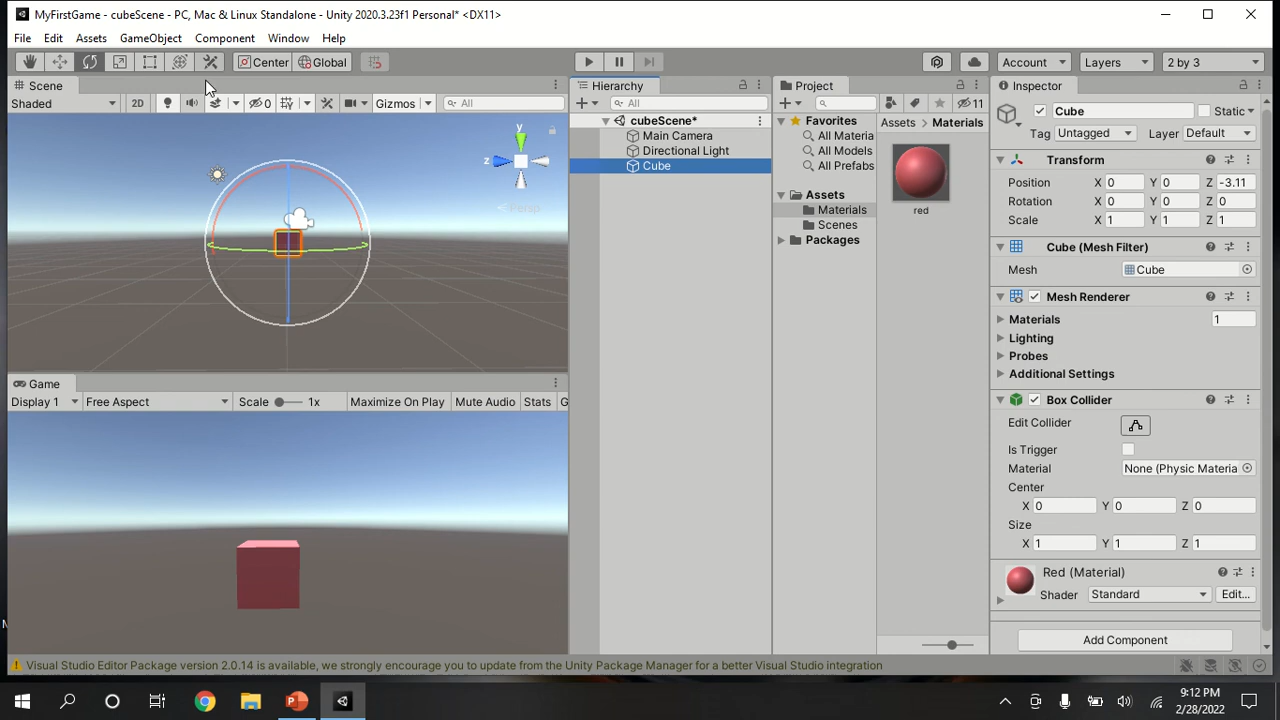 MyFirstGame - cubeScene - PC, Mac & Linux Standalone - Unity 2020.3.23f1 Personal* <DX11>
File Edit Assets GameObject Component Window Help
Center Global Account Layers 2 by 3
Scene
Shaded 2D 0 Gizmos All
y
z
Persp
Game
Display 1 Free Aspect Scale 1x Maximize On Play Mute Audio Stats G
Hierarchy
All
cubeScene*
Main Camera
Directional Light
Cube
Project
11
Favorites
All Materia
All Models
All Prefabs
Assets
Materials
Scenes
Packages
Assets Materials
red
Inspector
Cube Static
Tag Untagged Layer Default
Transform
Position X 0 Y 0 Z -3.11
Rotation X 0 Y 0 Z 0
Scale X 1 Y 1 Z 1
Cube (Mesh Filter)
Mesh Cube
Mesh Renderer
Materials 1
Lighting
Probes
Additional Settings
Box Collider
Edit Collider
Is Trigger
Material None (Physic Materia
Center
X 0 Y 0 Z 0
Size
X 1 Y 1 Z 1
Red (Material)
Shader Standard Edit...
Add Component
Visual Studio Editor Package version 2.0.14 is available, we strongly encourage you to update from the Unity Package Manager for a better Visual Studio integration
9:12 PM
2/28/2022